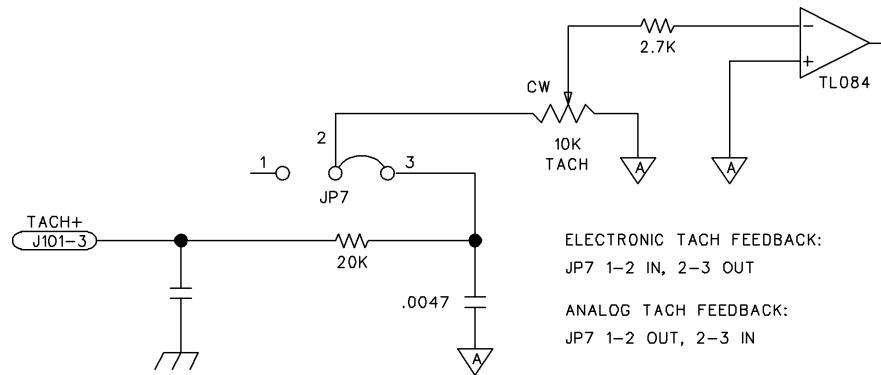 2.7K
−
+
TL084
CW
10K
TACH
A
A
1
2
3
JP7
TACH+
J101-3
20K
.0047
A
ELECTRONIC TACH FEEDBACK:
JP7 1-2 IN, 2-3 OUT
ANALOG TACH FEEDBACK:
JP7 1-2 OUT, 2-3 IN